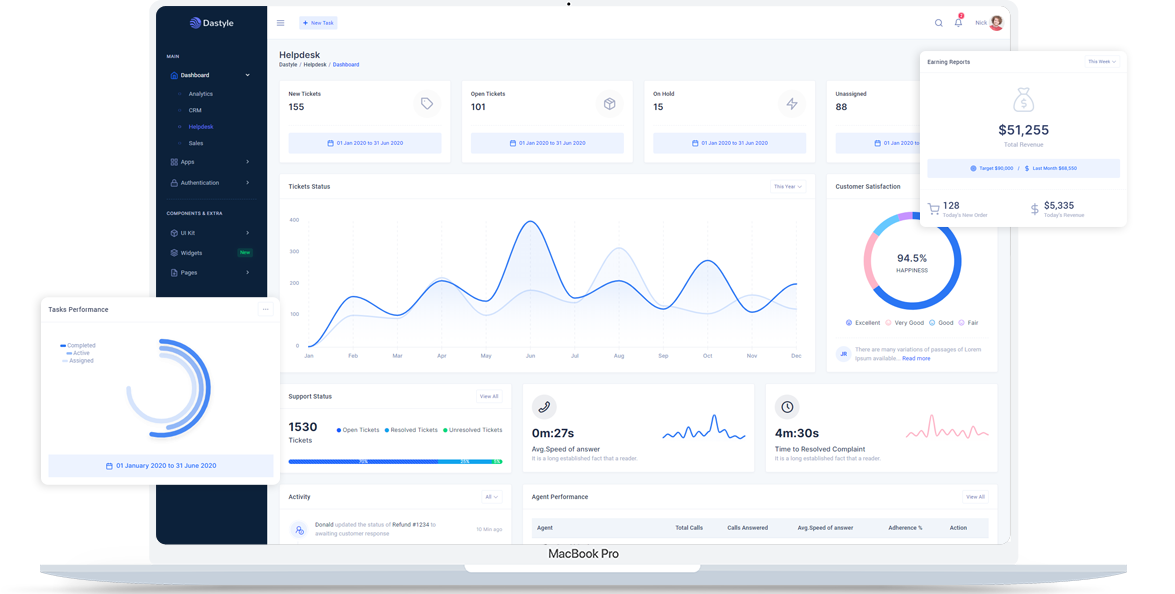 Dastyle
+ New Task
2
Nick
MAIN
Dashboard
Analytics
CRM
Helpdesk
Sales
Apps
Authentication
COMPONENTS & EXTRA
UI Kit
Widgets New
Pages
Helpdesk
Dastyle / Helpdesk / Dashboard
New Tickets
155
01 Jan 2020 to 31 Jun 2020
Open Tickets
101
01 Jan 2020 to 31 Jun 2020
On Hold
15
01 Jan 2020 to 31 Jun 2020
Unassigned
88
01 Jan 2020 to
Earning Reports
This Week
$51,255
Total Revenue
Target $90,000 / $ Last Month $68,550
128
Today's New Order
$5,335
Today's Revenue
Tickets Status
This Year
400
300
200
100
0
Jan Feb Mar Apr May Jun Jul Aug Sep Oct Nov Dec
Customer Satisfaction
94.5%
HAPPINESS
Excellent Very Good Good Fair
JR
There are many variations of passages of Lorem
ipsum available... Read more
Tasks Performance
Completed
Active
Assigned
01 January 2020 to 31 June 2020
Support Status
View All
1530
Tickets
Open Tickets Resolved Tickets Unresolved Tickets
70%
0m:27s
Avg.Speed of answer
It is a long established fact that a reader.
4m:30s
Time to Resolved Complaint
It is a long established fact that a reader.
Activity
All
Donald updated the status of Refund #1234 to
awaiting customer response
10 Min ago
Agent Performance
View All
Agent Total Calls Calls Answered Avg.Speed of answer Adherence % Action
MacBook Pro